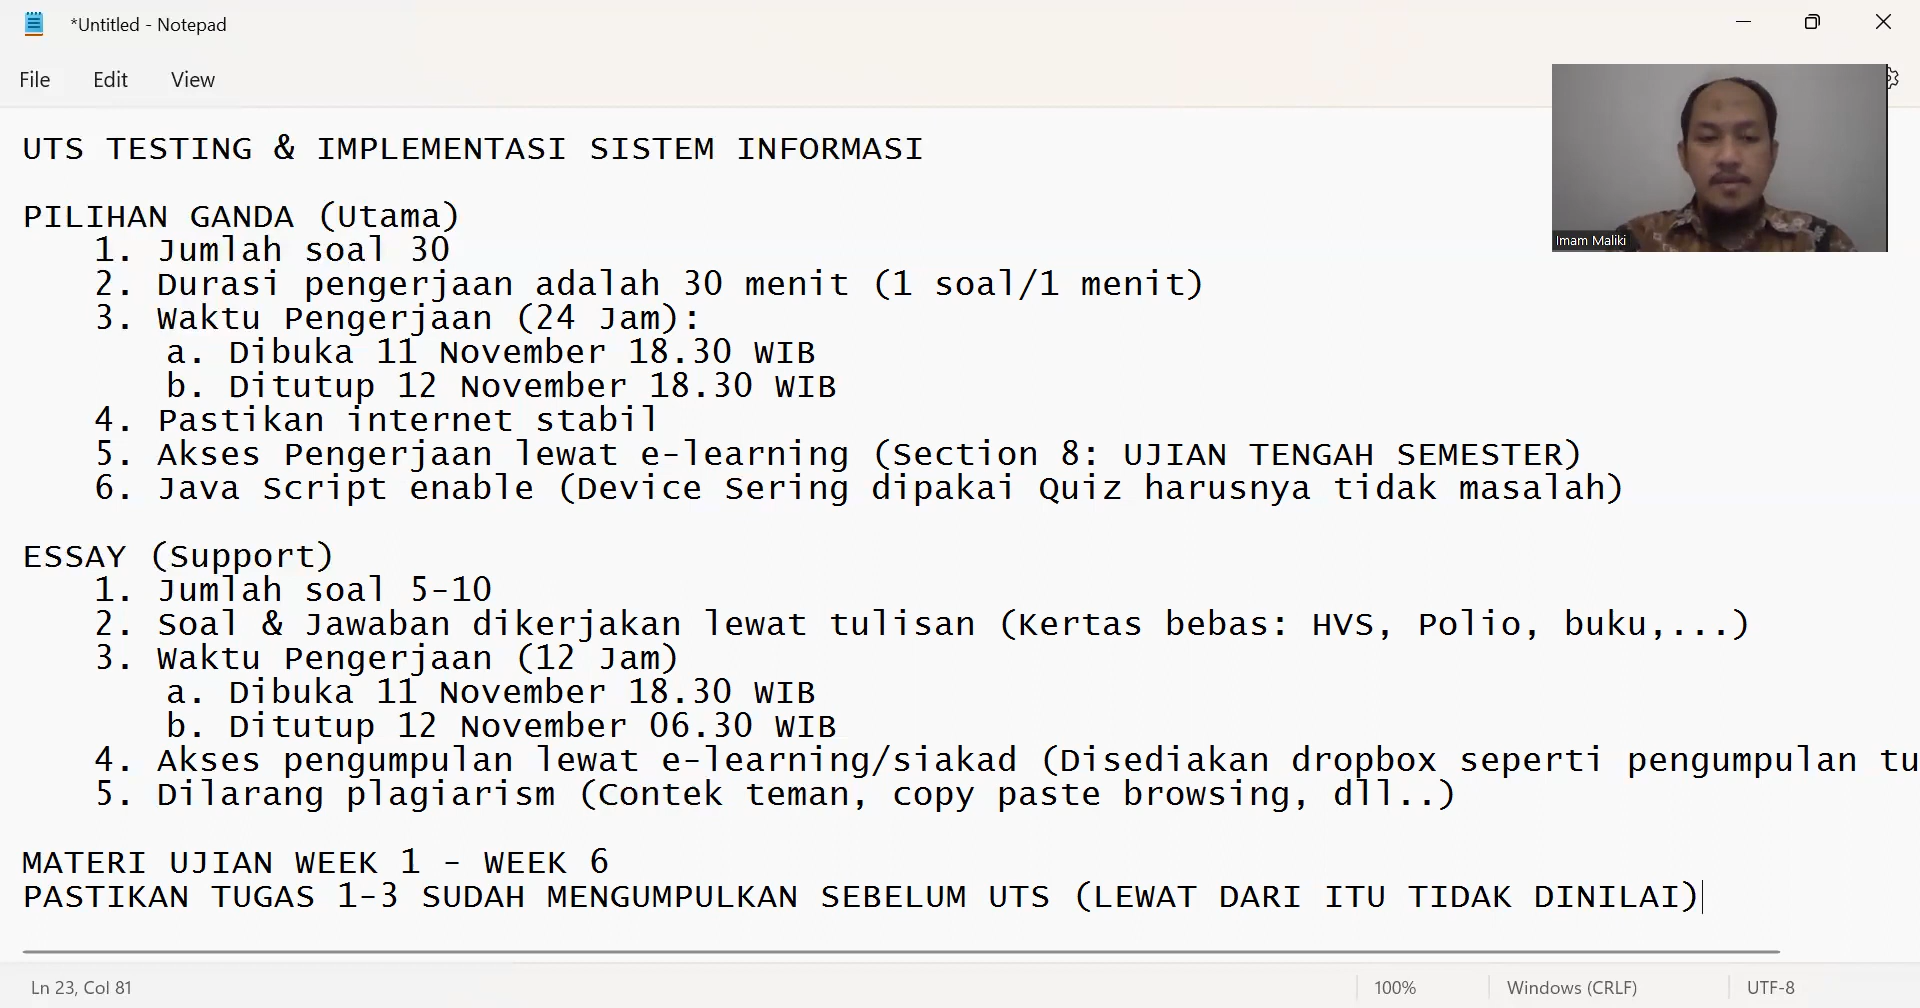 *Untitled - Notepad
File Edit View
Imam Maliki
UTS TESTING & IMPLEMENTASI SISTEM INFORMASI
PILIHAN GANDA (Utama)
1. Jumlah soal 30
2. Durasi pengerjaan adalah 30 menit (1 soal/1 menit)
3. Waktu Pengerjaan (24 Jam):
a. Dibuka 11 November 18.30 WIB
b. Ditutup 12 November 18.30 WIB
4. Pastikan internet stabil
5. Akses Pengerjaan lewat e-learning (Section 8: UJIAN TENGAH SEMESTER)
6. Java Script enable (Device Sering dipakai Quiz harusnya tidak masalah)
ESSAY (Support)
1. Jumlah soal 5-10
2. Soal & Jawaban dikerjakan lewat tulisan (Kertas bebas: HVS, Polio, buku,...)
3. Waktu Pengerjaan (12 Jam)
a. Dibuka 11 November 18.30 WIB
b. Ditutup 12 November 06.30 WIB
4. Akses pengumpulan lewat e-learning/siakad (Disediakan dropbox seperti pengumpulan tu
5. Dilarang plagiarism (Contek teman, copy paste browsing, dll..)
MATERI UJIAN WEEK 1 - WEEK 6
PASTIKAN TUGAS 1-3 SUDAH MENGUMPULKAN SEBELUM UTS (LEWAT DARI ITU TIDAK DINILAI)
Ln 23, Col 81 100% Windows (CRLF) UTF-8